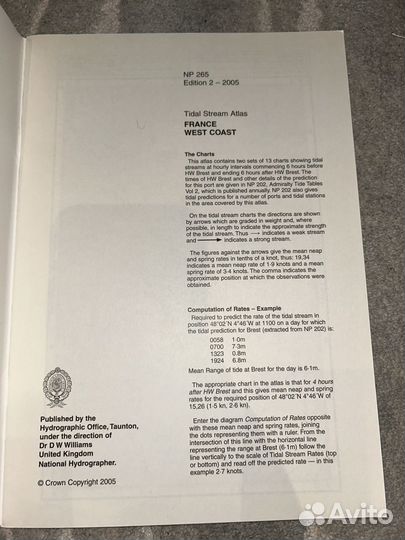 NP 265
Edition 2 – 2005
Tidal Stream Atlas
FRANCE
WEST COAST
The Charts
This atlas contains two sets of 13 charts showing tidal
streams at hourly intervals commencing 6 hours before
HW Brest and ending 6 hours after HW Brest. The
times of HW Brest and other details of the prediction
for this port are given in NP 202, Admiralty Tide Tables
Vol 2, which is published annually. NP 202 also gives
tidal predictions for a number of ports and tidal stations
in the area covered by this atlas.
On the tidal stream charts the directions are shown
by arrows which are graded in weight and, where
possible, in length to indicate the approximate strength
of the tidal stream. Thus → indicates a weak stream
and → indicates a strong stream.
The figures against the arrows give the mean neap
and spring rates in tenths of a knot, thus: 19,34
indicates a mean neap rate of 1·9 knots and a mean
spring rate of 3·4 knots. The comma indicates the
approximate position at which the observations were
obtained.
Computation of Rates – Example
Required to predict the rate of the tidal stream in
position 48°02´N 4°46´W at 1100 on a day for which
the tidal prediction for Brest (extracted from NP 202) is:
0058 1·0m
0700 7·3m
1323 0.8m
1924 6.8m
Mean Range of tide at Brest for the day is 6·1m.
The appropriate chart in the atlas is that for 4 hours
after HW Brest and this gives mean neap and spring
rates for the required position of 48°02´N 4°46´W of
15,26 (1·5 kn, 2·6 kn).
Enter the diagram Computation of Rates opposite
with these mean neap and spring rates, joining
the dots representing them with a ruler. From the
intersection of this line with the horizontal line
representing the range at Brest (6·1m) follow the
line vertically to the scale of Tidal Stream Rates (top
or bottom) and read off the predicted rate — in this
example 2·7 knots.
Published by the
Hydrographic Office, Taunton,
under the direction of
Dr D W Williams
United Kingdom
National Hydrographer.
© Crown Copyright 2005
Avito